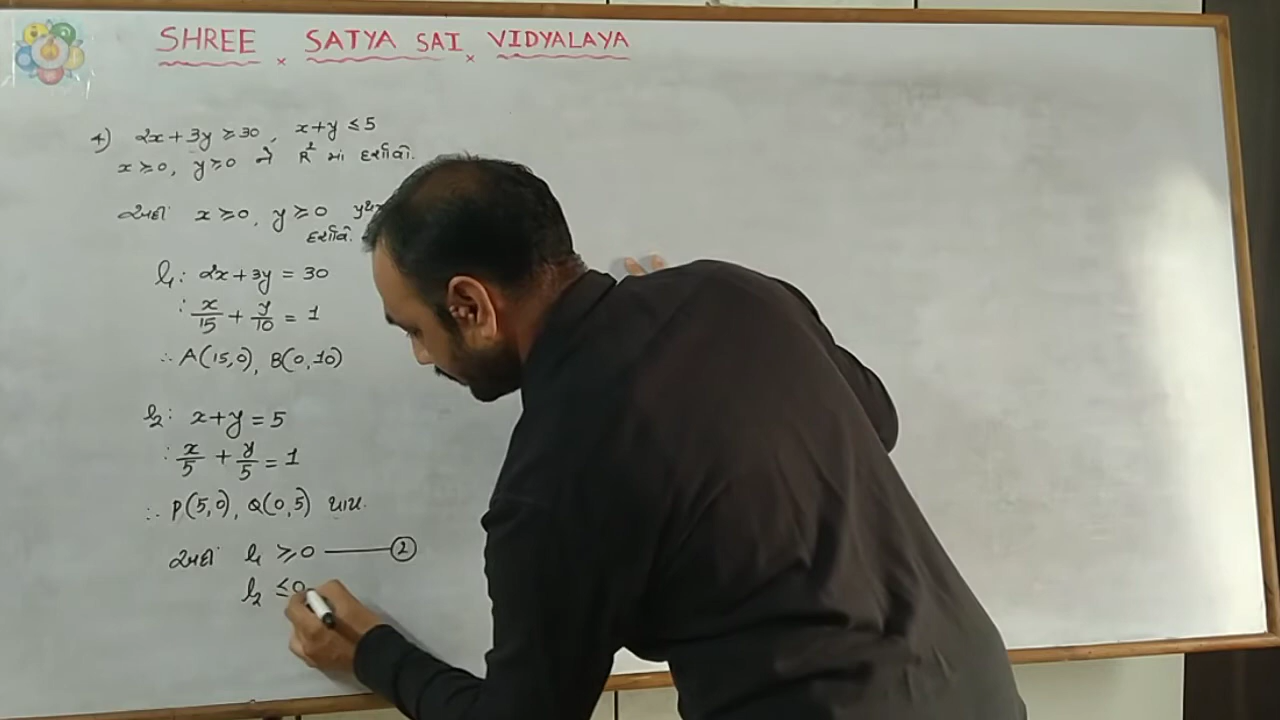 SHREE x SATYA SAI x VIDYALAYA
4) 2x + 3y ≥ 30, x+y ≤ 5
x ≥ 0, y ≥ 0 ને R² માં દર્શાવો.
અહીં x ≥ 0, y ≥ 0
દર્શાવે.
l₁: 2x + 3y = 30
∴ x/15 + y/10 = 1
∴ A(15,0), B(0,10)
l₂: x+y = 5
∴ x/5 + y/5 = 1
∴ P(5,0), Q(0,5) થાય.
અહીં l₁ ≥ 0 —— ②
l₂ ≤ 0